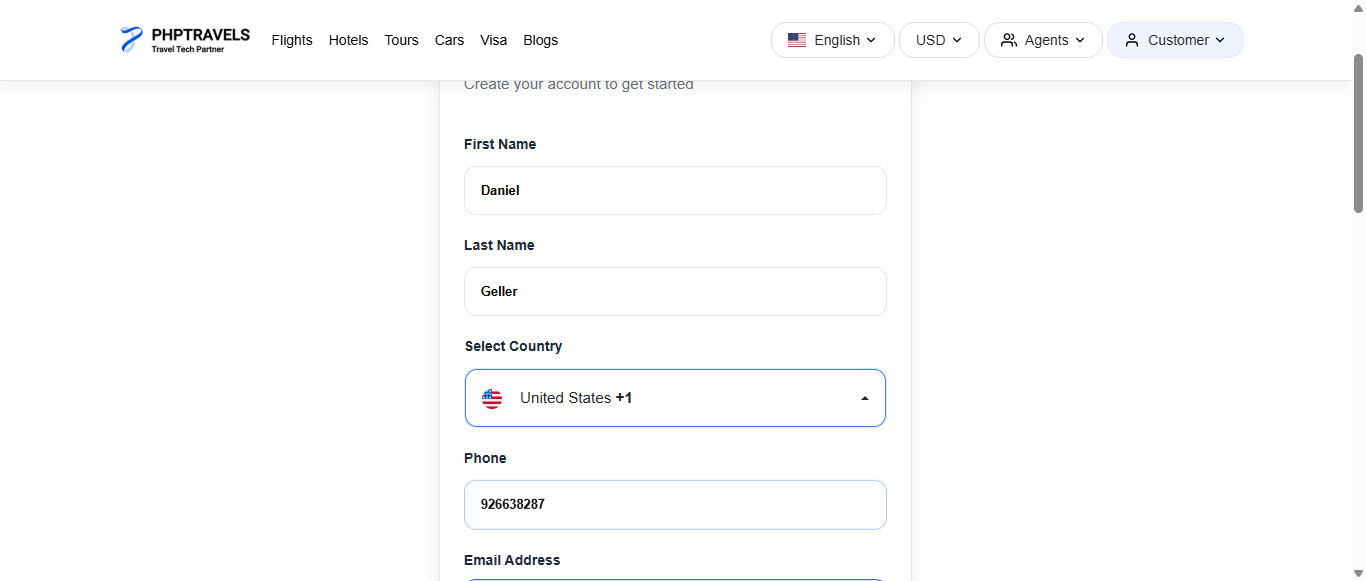 PHPTRAVELS
Travel Tech Partner
Flights Hotels Tours Cars Visa Blogs English USD Agents Customer
Create your account to get started
First Name
Daniel
Last Name
Geller
Select Country
United States +1
Phone
926638287
Email Address